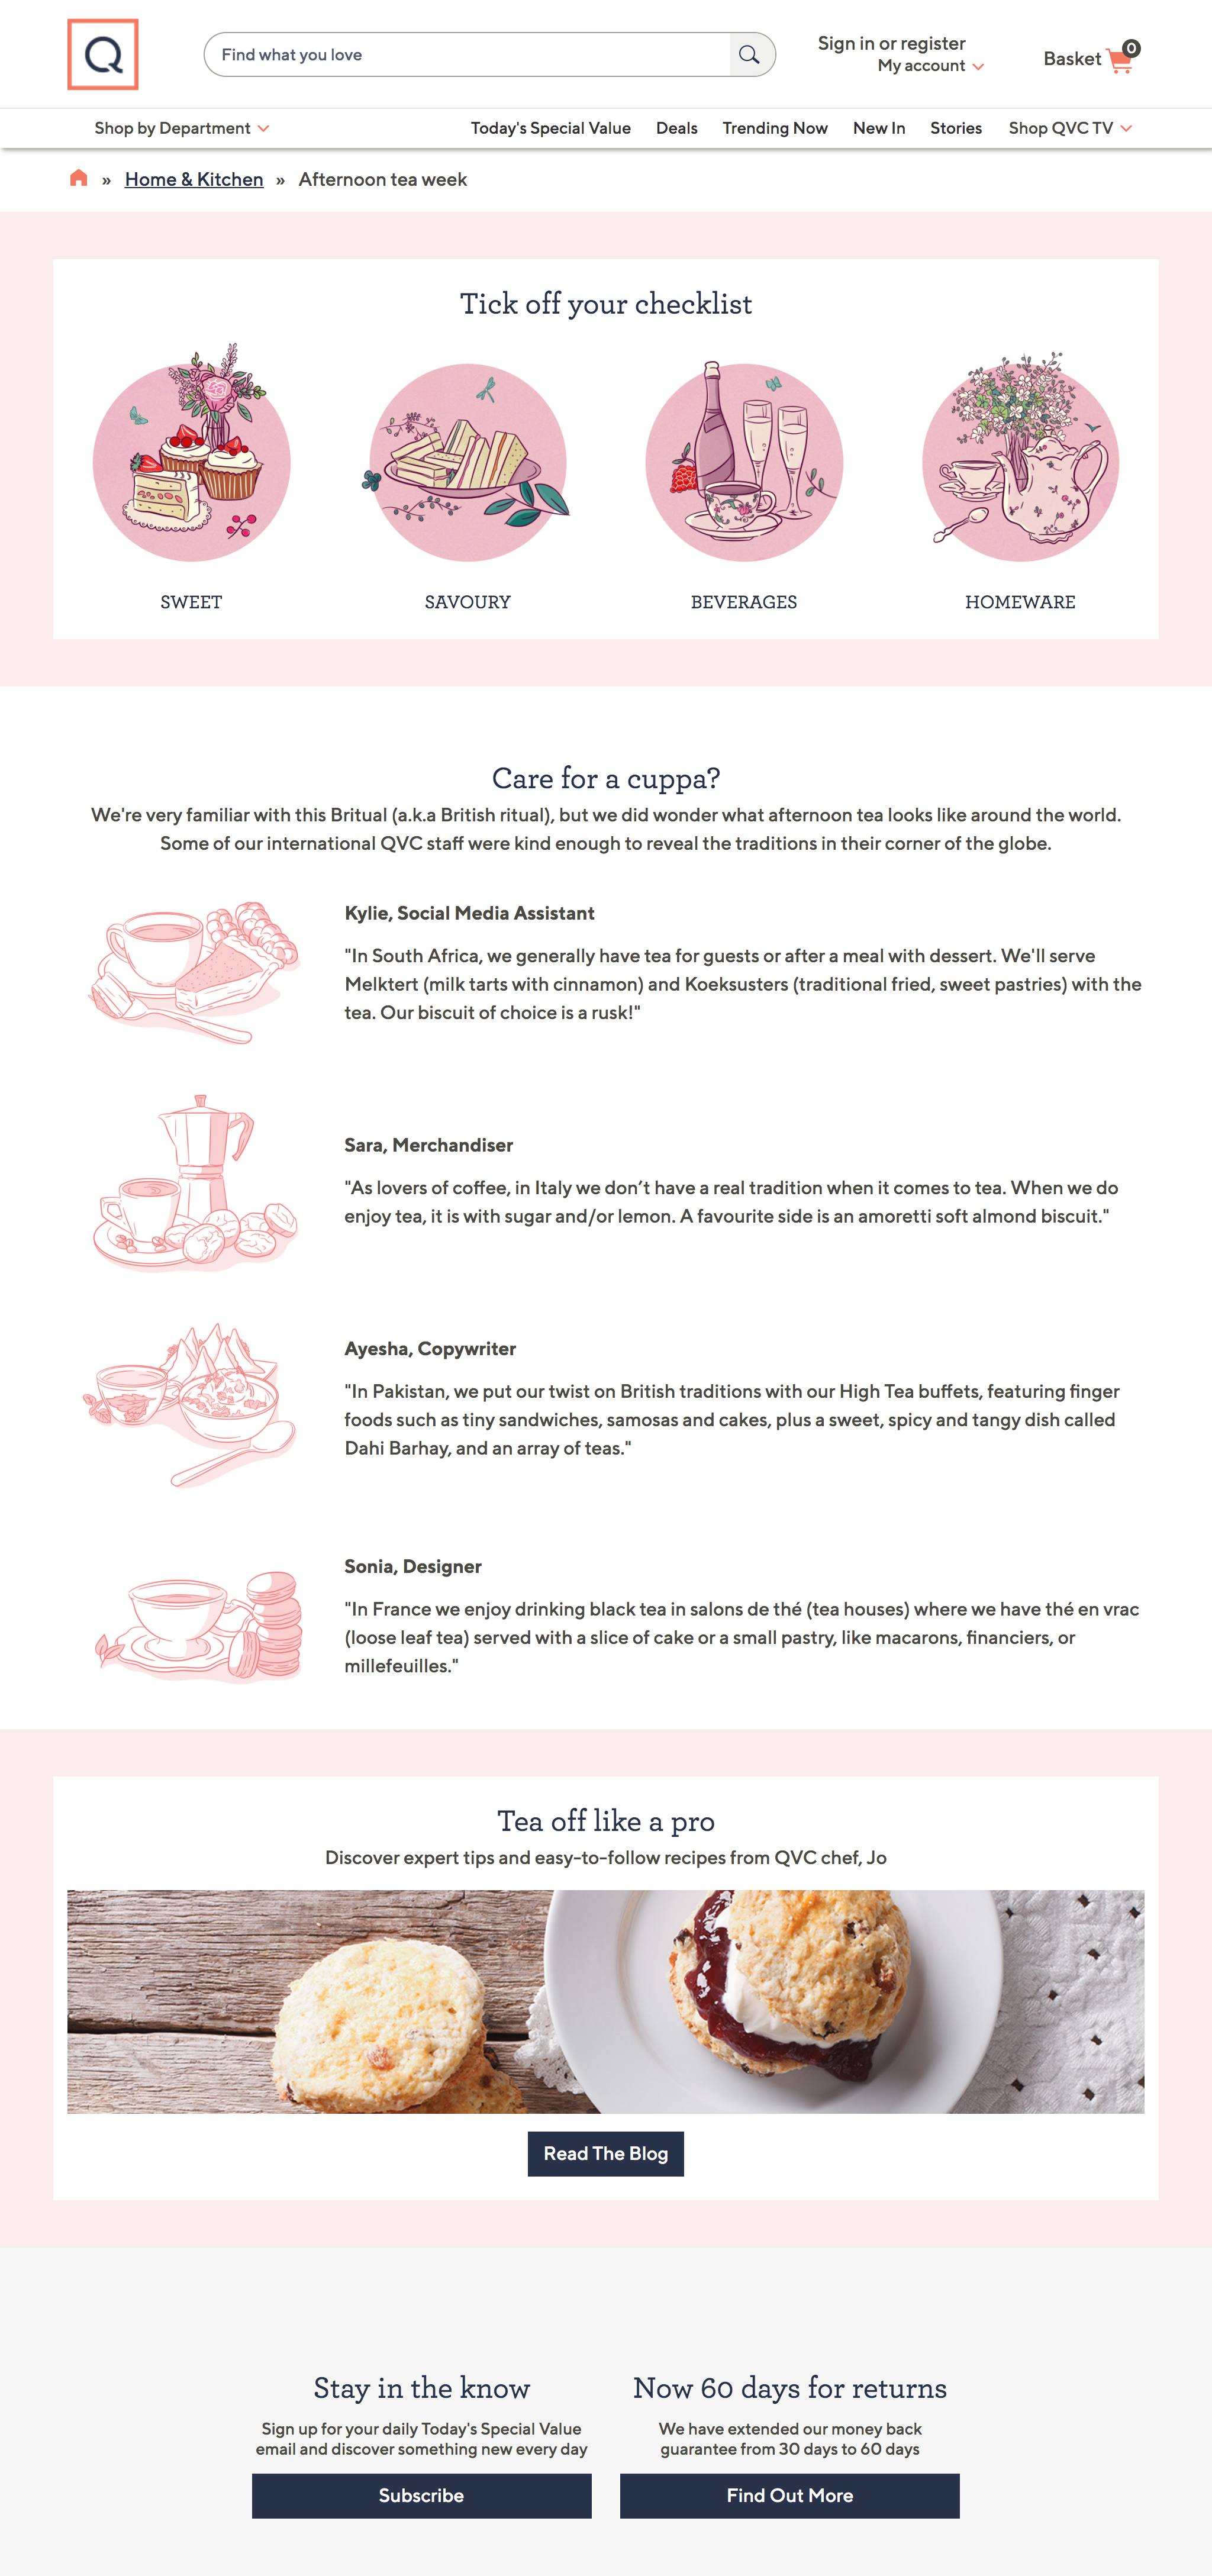 Q
Find what you love
Sign in or register
My account
Basket 0
Shop by Department
Today's Special Value Deals Trending Now New In Stories Shop QVC TV
» Home & Kitchen » Afternoon tea week
Tick off your checklist
SWEET SAVOURY BEVERAGES HOMEWARE
Care for a cuppa?
We're very familiar with this Britual (a.k.a British ritual), but we did wonder what afternoon tea looks like around the world.
Some of our international QVC staff were kind enough to reveal the traditions in their corner of the globe.
Kylie, Social Media Assistant
"In South Africa, we generally have tea for guests or after a meal with dessert. We'll serve
Melktert (milk tarts with cinnamon) and Koeksusters (traditional fried, sweet pastries) with the
tea. Our biscuit of choice is a rusk!"
Sara, Merchandiser
"As lovers of coffee, in Italy we don’t have a real tradition when it comes to tea. When we do
enjoy tea, it is with sugar and/or lemon. A favourite side is an amoretti soft almond biscuit."
Ayesha, Copywriter
"In Pakistan, we put our twist on British traditions with our High Tea buffets, featuring finger
foods such as tiny sandwiches, samosas and cakes, plus a sweet, spicy and tangy dish called
Dahi Barhay, and an array of teas."
Sonia, Designer
"In France we enjoy drinking black tea in salons de thé (tea houses) where we have thé en vrac
(loose leaf tea) served with a slice of cake or a small pastry, like macarons, financiers, or
millefeuilles."
Tea off like a pro
Discover expert tips and easy-to-follow recipes from QVC chef, Jo
Read The Blog
Stay in the know
Sign up for your daily Today's Special Value
email and discover something new every day
Subscribe
Now 60 days for returns
We have extended our money back
guarantee from 30 days to 60 days
Find Out More